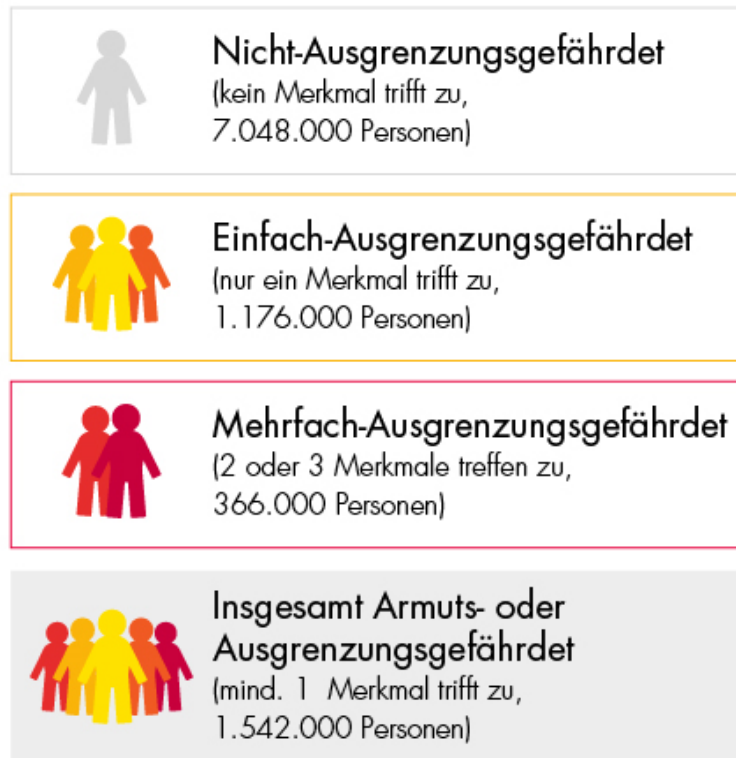 Nicht-Ausgrenzungsgefährdet
(kein Merkmal trifft zu,
7.048.000 Personen)
Einfach-Ausgrenzungsgefährdet
(nur ein Merkmal trifft zu,
1.176.000 Personen)
Mehrfach-Ausgrenzungsgefährdet
(2 oder 3 Merkmale treffen zu,
366.000 Personen)
Insgesamt Armuts- oder
Ausgrenzungsgefährdet
(mind. 1 Merkmal trifft zu,
1.542.000 Personen)